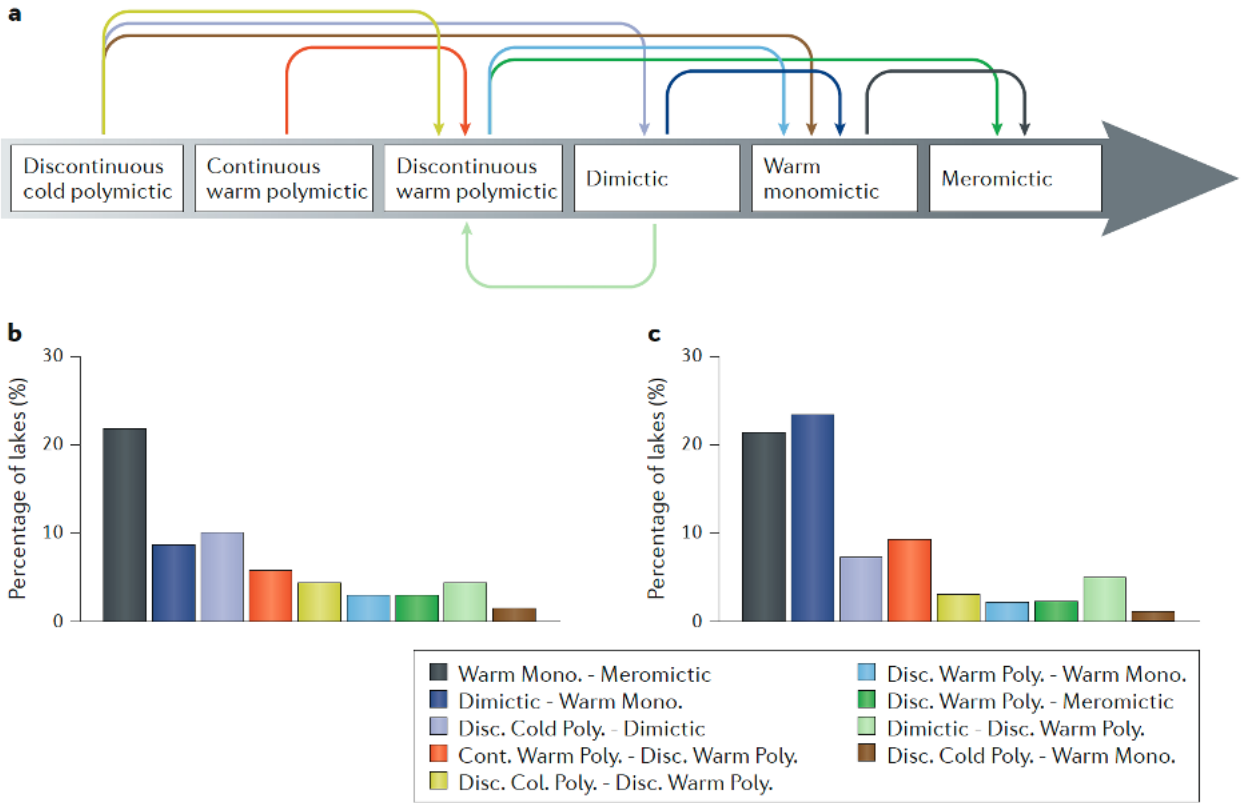 a
Discontinuous
cold polymictic
Continuous
warm polymictic
Discontinuous
warm polymictic
Dimictic
Warm
monomictic
Meromictic
b
Percentage of lakes (%)
30
20
10
0
c
Percentage of lakes (%)
30
20
10
0
Warm Mono. - Meromictic
Dimictic - Warm Mono.
Disc. Cold Poly. - Dimictic
Cont. Warm Poly. - Disc. Warm Poly.
Disc. Col. Poly. - Disc. Warm Poly.
Disc. Warm Poly. - Warm Mono.
Disc. Warm Poly. - Meromictic
Dimictic - Disc. Warm Poly.
Disc. Cold Poly. - Warm Mono.